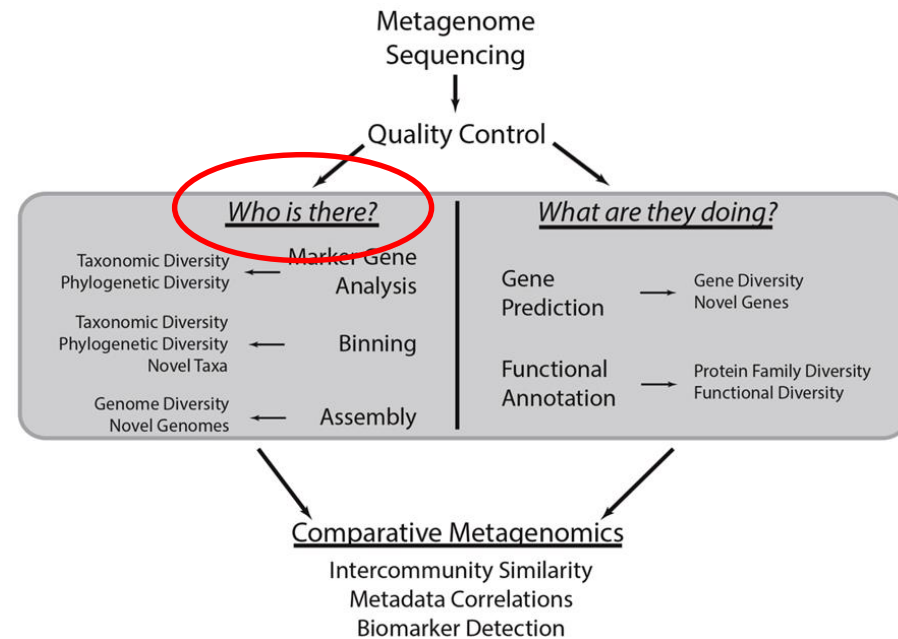 Metagenome
Sequencing
Quality Control
Who is there?
Taxonomic Diversity
Phylogenetic Diversity
Marker Gene
Analysis
Taxonomic Diversity
Phylogenetic Diversity
Novel Taxa
Binning
Genome Diversity
Novel Genomes
Assembly
What are they doing?
Gene
Prediction
Gene Diversity
Novel Genes
Functional
Annotation
Protein Family Diversity
Functional Diversity
Comparative Metagenomics
Intercommunity Similarity
Metadata Correlations
Biomarker Detection